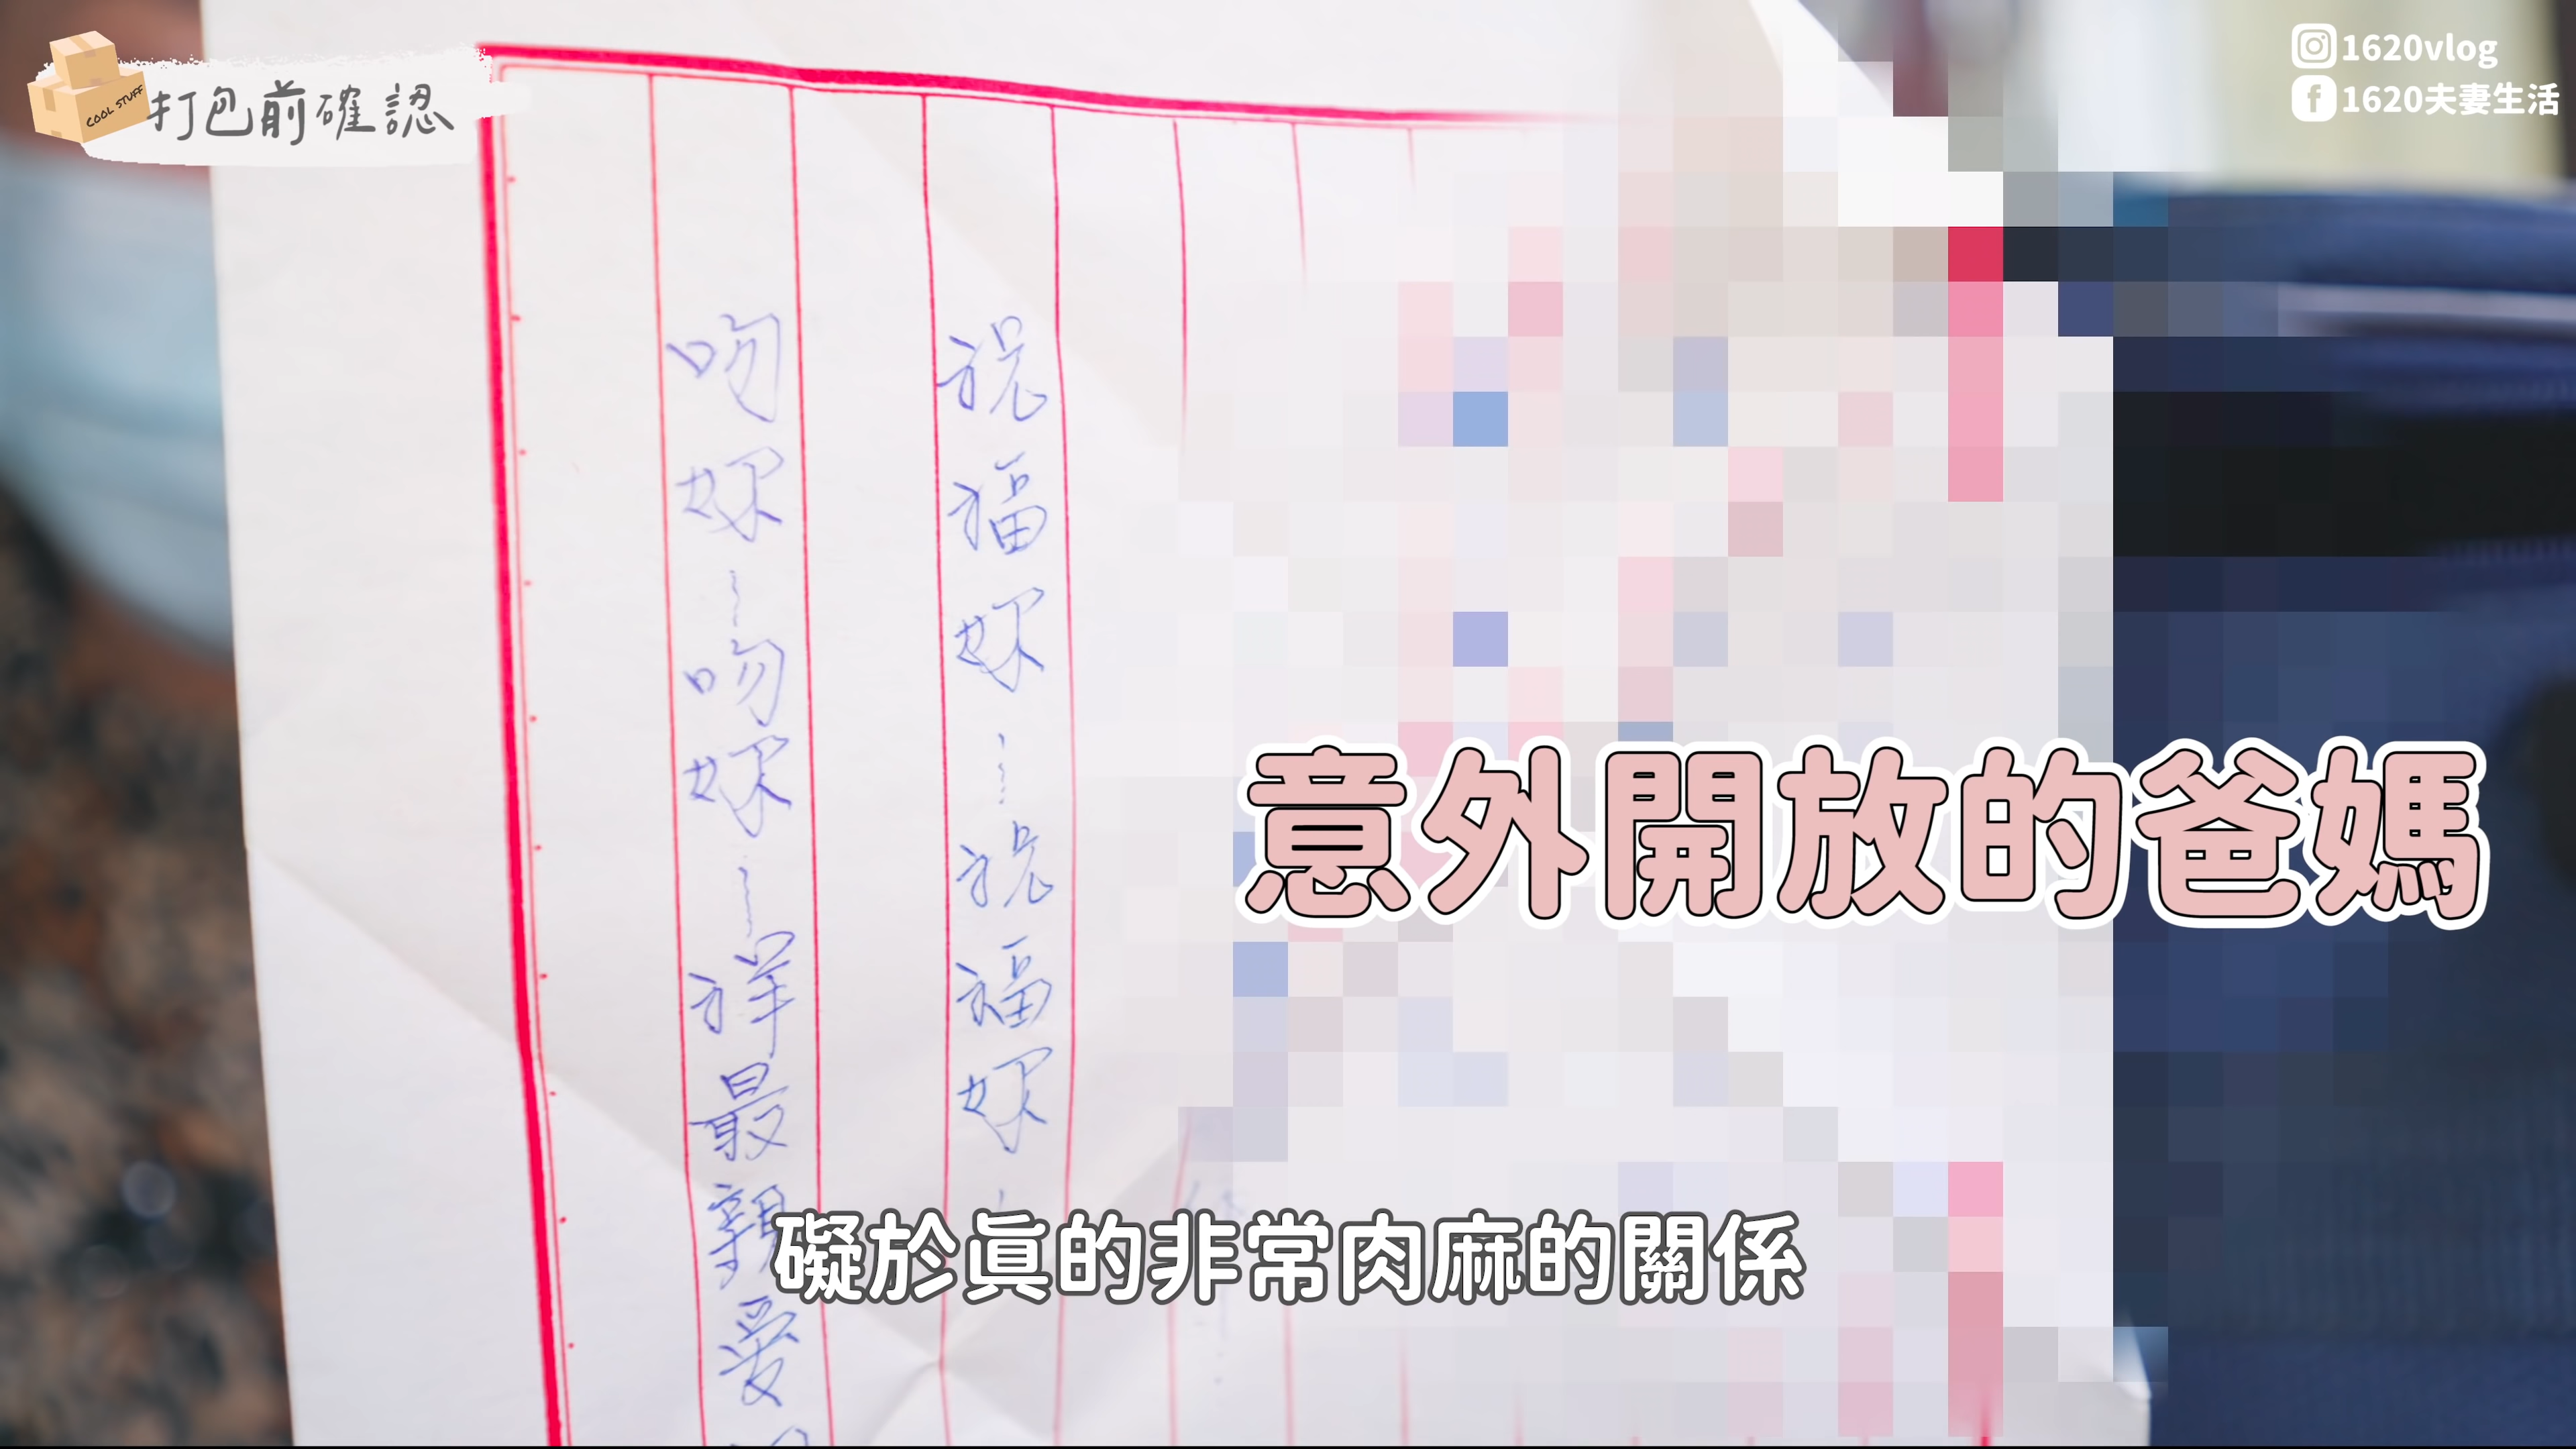 COOL STUFF
打包前確認
1620vlog
1620夫妻生活
祝福妳……祝福妳
吻妳……吻妳……祥最親愛
意外開放的爸媽
礙於真的非常肉麻的關係